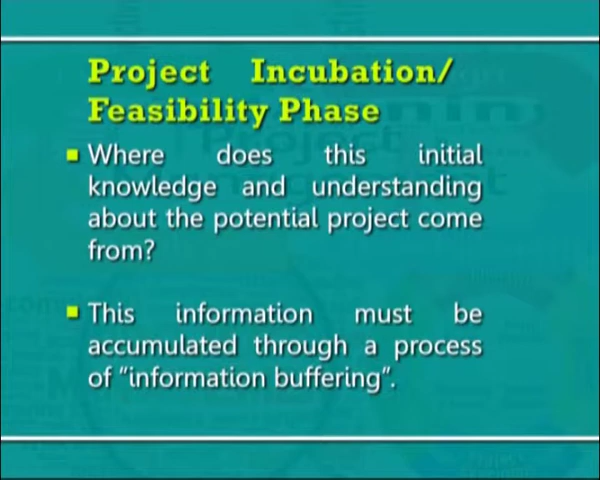 Project Incubation/
Feasibility Phase
Where does this initial
knowledge and understanding
about the potential project come
from?
This information must be
accumulated through a process
of "information buffering".